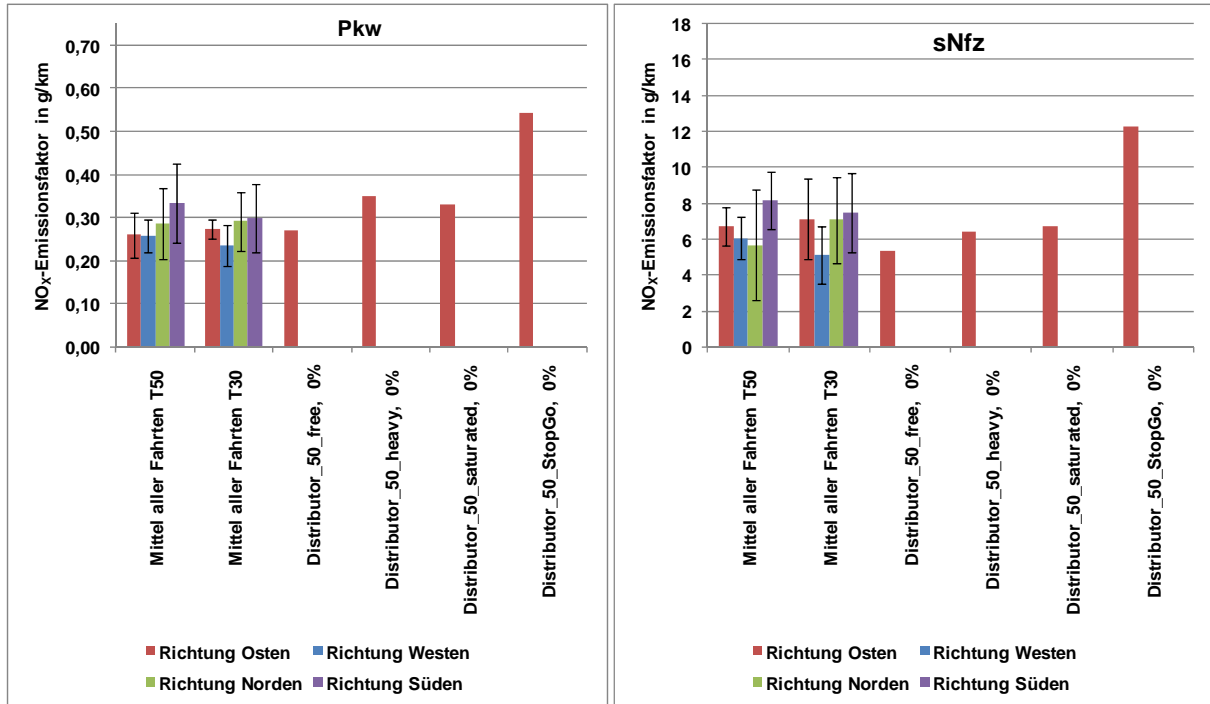 Pkw
NOX-Emissionsfaktor in g/km
0,70
0,60
0,50
0,40
0,30
0,20
0,10
0,00
Mittel aller Fahrten T50
Mittel aller Fahrten T30
Distributor_50_free, 0%
Distributor_50_heavy, 0%
Distributor_50_saturated, 0%
Distributor_50_StopGo, 0%
Richtung Osten
Richtung Westen
Richtung Norden
Richtung Süden
sNfz
NOX-Emissionsfaktor in g/km
18
16
14
12
10
8
6
4
2
0
Mittel aller Fahrten T50
Mittel aller Fahrten T30
Distributor_50_free, 0%
Distributor_50_heavy, 0%
Distributor_50_saturated, 0%
Distributor_50_StopGo, 0%
Richtung Osten
Richtung Westen
Richtung Norden
Richtung Süden